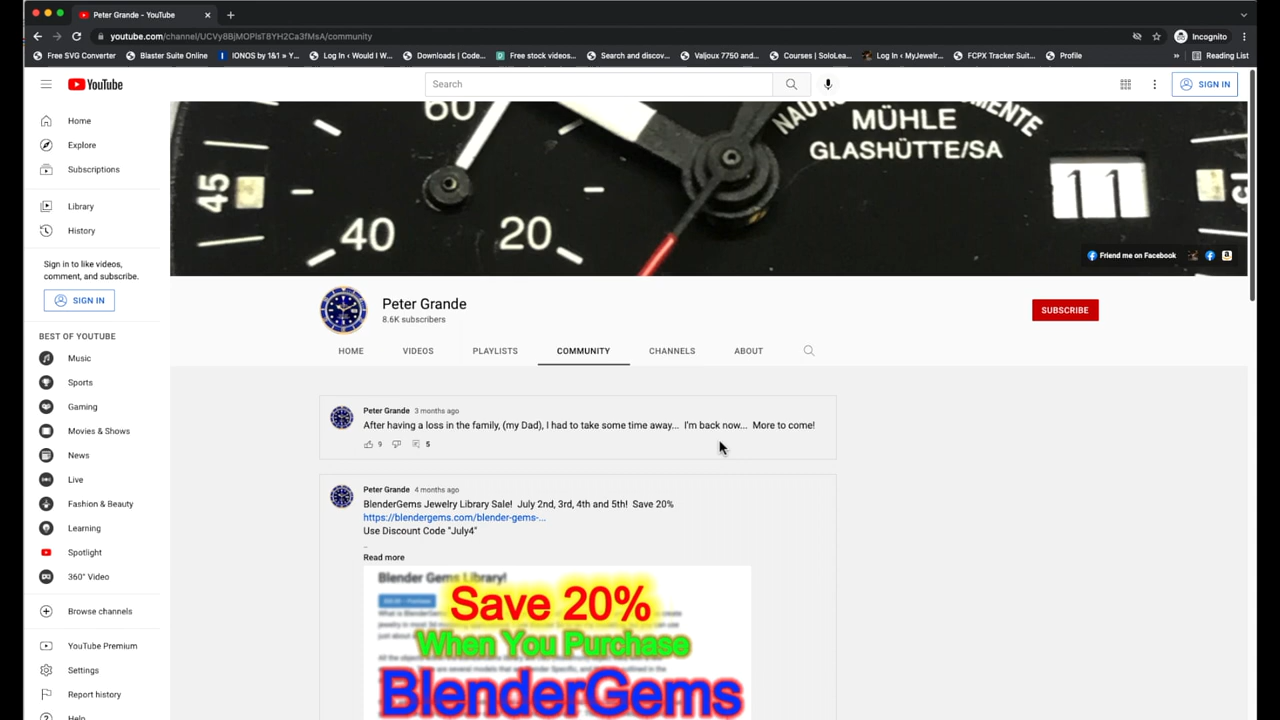 Peter Grande - YouTube
youtube.com/channel/UCVy8BjMOPIsT8YH2Ca3fMsA/community
Incognito
Free SVG Converter
Blaster Suite Online
IONOS by 1&1 » Y...
Log In ‹ Would I W...
Downloads | Code...
Free stock videos...
Search and discov...
Valjoux 7750 and...
Courses | SoloLea...
Log In ‹ MyJewelr...
FCPX Tracker Suit...
Profile
»
Reading List
YouTube
Search
SIGN IN
Home
Explore
Subscriptions
Library
History
Sign in to like videos,
comment, and subscribe.
SIGN IN
BEST OF YOUTUBE
Music
Sports
Gaming
Movies & Shows
News
Live
Fashion & Beauty
Learning
Spotlight
360° Video
Browse channels
YouTube Premium
Settings
Report history
Help
60
45
40
20
MÜHLE
GLASHÜTTE/SA
11
Friend me on Facebook
Peter Grande
8.6K subscribers
SUBSCRIBE
HOME
VIDEOS
PLAYLISTS
COMMUNITY
CHANNELS
ABOUT
Peter Grande 3 months ago
After having a loss in the family, (my Dad), I had to take some time away... I'm back now... More to come!
9
5
Peter Grande 4 months ago
BlenderGems Jewelry Library Sale! July 2nd, 3rd, 4th and 5th! Save 20%
https://blendergems.com/blender-gems-...
Use Discount Code "July4"
..
Read more
Blender Gems Library!
Save 20%
When You Purchase
BlenderGems